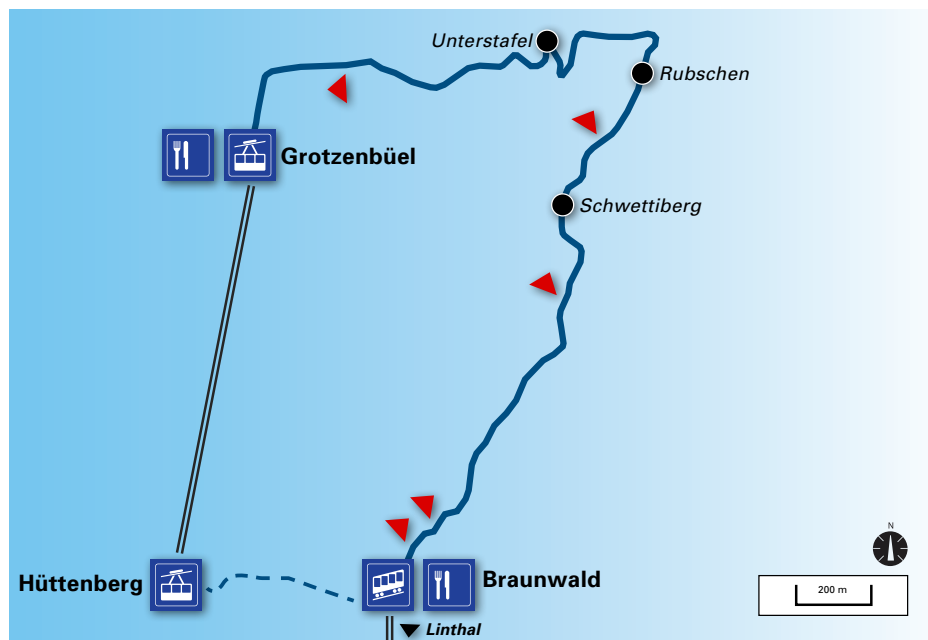 Unterstafel
Rubschen
Grotzenbüel
Schwettiberg
Hüttenberg
Braunwald
Linthal
N
200 m